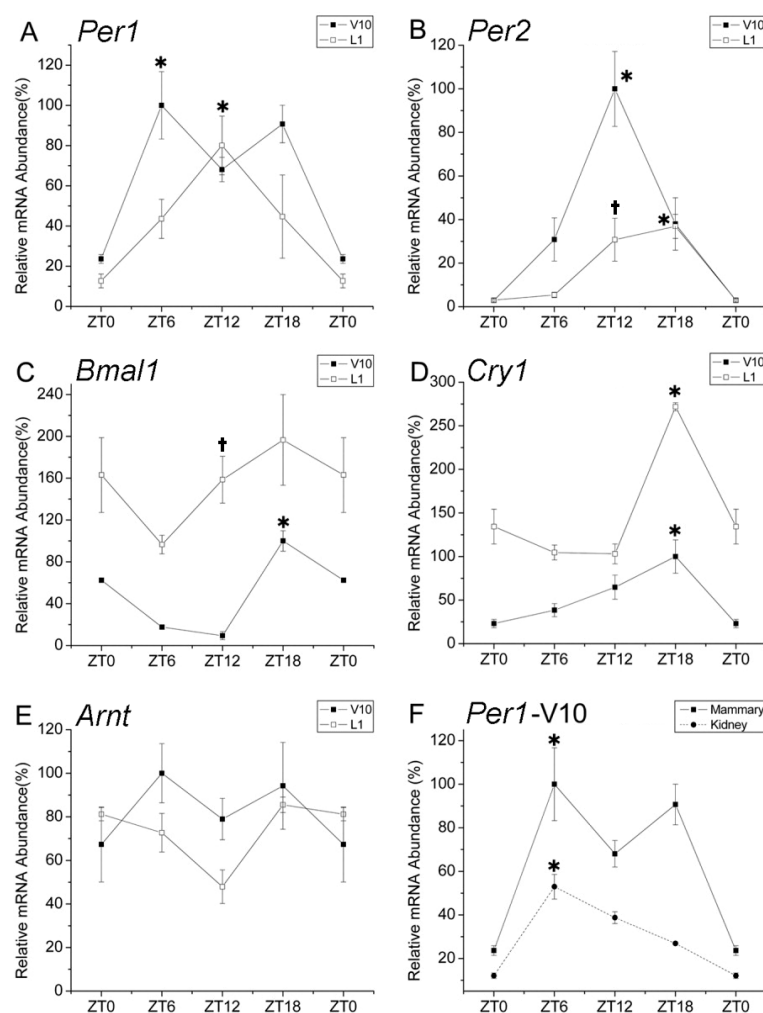 A Per1
V10
L1
Relative mRNA Abundance(%)
120
100
80
60
40
20
0
ZT0 ZT6 ZT12 ZT18 ZT0
* *
B Per2
V10
L1
Relative mRNA Abundance (%)
120
100
80
60
40
20
0
ZT0 ZT6 ZT12 ZT18 ZT0
* † *
C Bmal1
V10
L1
Relative mRNA Abundance(%)
240
200
160
120
80
40
0
ZT0 ZT6 ZT12 ZT18 ZT0
† *
D Cry1
V10
L1
Relative mRNA Abundance (%)
300
250
200
150
100
50
0
ZT0 ZT6 ZT12 ZT18 ZT0
* *
E Arnt
V10
L1
Relative mRNA Abundance(%)
120
100
80
60
40
20
0
ZT0 ZT6 ZT12 ZT18 ZT0
F Per1-V10
Mammary
Kidney
Relative mRNA Abundance (%)
120
100
80
60
40
20
ZT0 ZT6 ZT12 ZT18 ZT0
* *